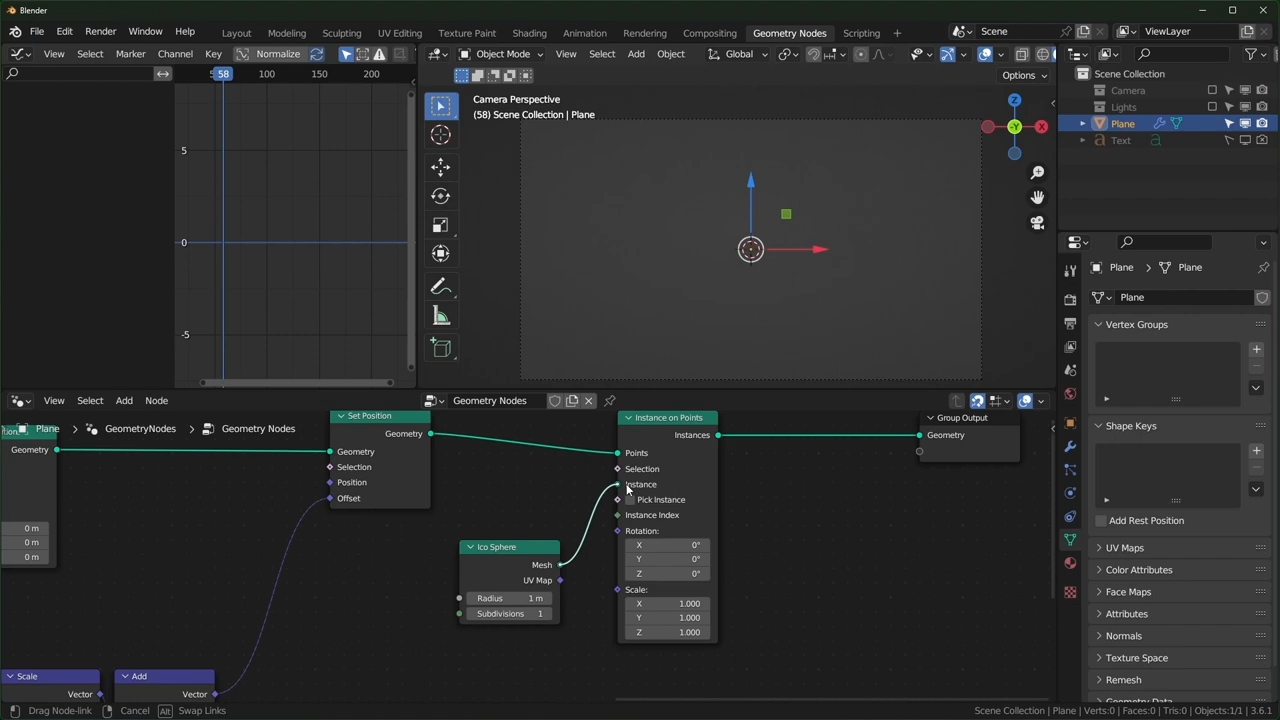 Blender
File Edit Render Window Help Layout Modeling Sculpting UV Editing Texture Paint Shading Animation Rendering Compositing Geometry Nodes Scripting + Scene ViewLayer
View Select Marker Channel Key Normalize Object Mode View Select Add Object Global
58 100 150 200 Options
Scene Collection
Camera
Lights
Plane
Text
Camera Perspective
(58) Scene Collection | Plane
Z
-Y X
5
0
-5
Plane Plane
Plane
Vertex Groups
Shape Keys
Add Rest Position
UV Maps
Color Attributes
Face Maps
Attributes
Normals
Texture Space
Remesh
View Select Add Node Geometry Nodes
Plane GeometryNodes Geometry Nodes
Geometry
0 m
0 m
0 m
Set Position
Geometry
Geometry
Selection
Position
Offset
Ico Sphere
Mesh
UV Map
Radius 1 m
Subdivisions 1
Instance on Points
Instances
Points
Selection
Instance
Pick Instance
Instance Index
Rotation:
X 0°
Y 0°
Z 0°
Scale:
X 1.000
Y 1.000
Z 1.000
Group Output
Geometry
Scale
Vector
Add
Vector
Drag Node-link Cancel Alt Swap Links Scene Collection | Plane | Verts:0 | Faces:0 | Tris:0 | Objects:1/1 | 3.6.1